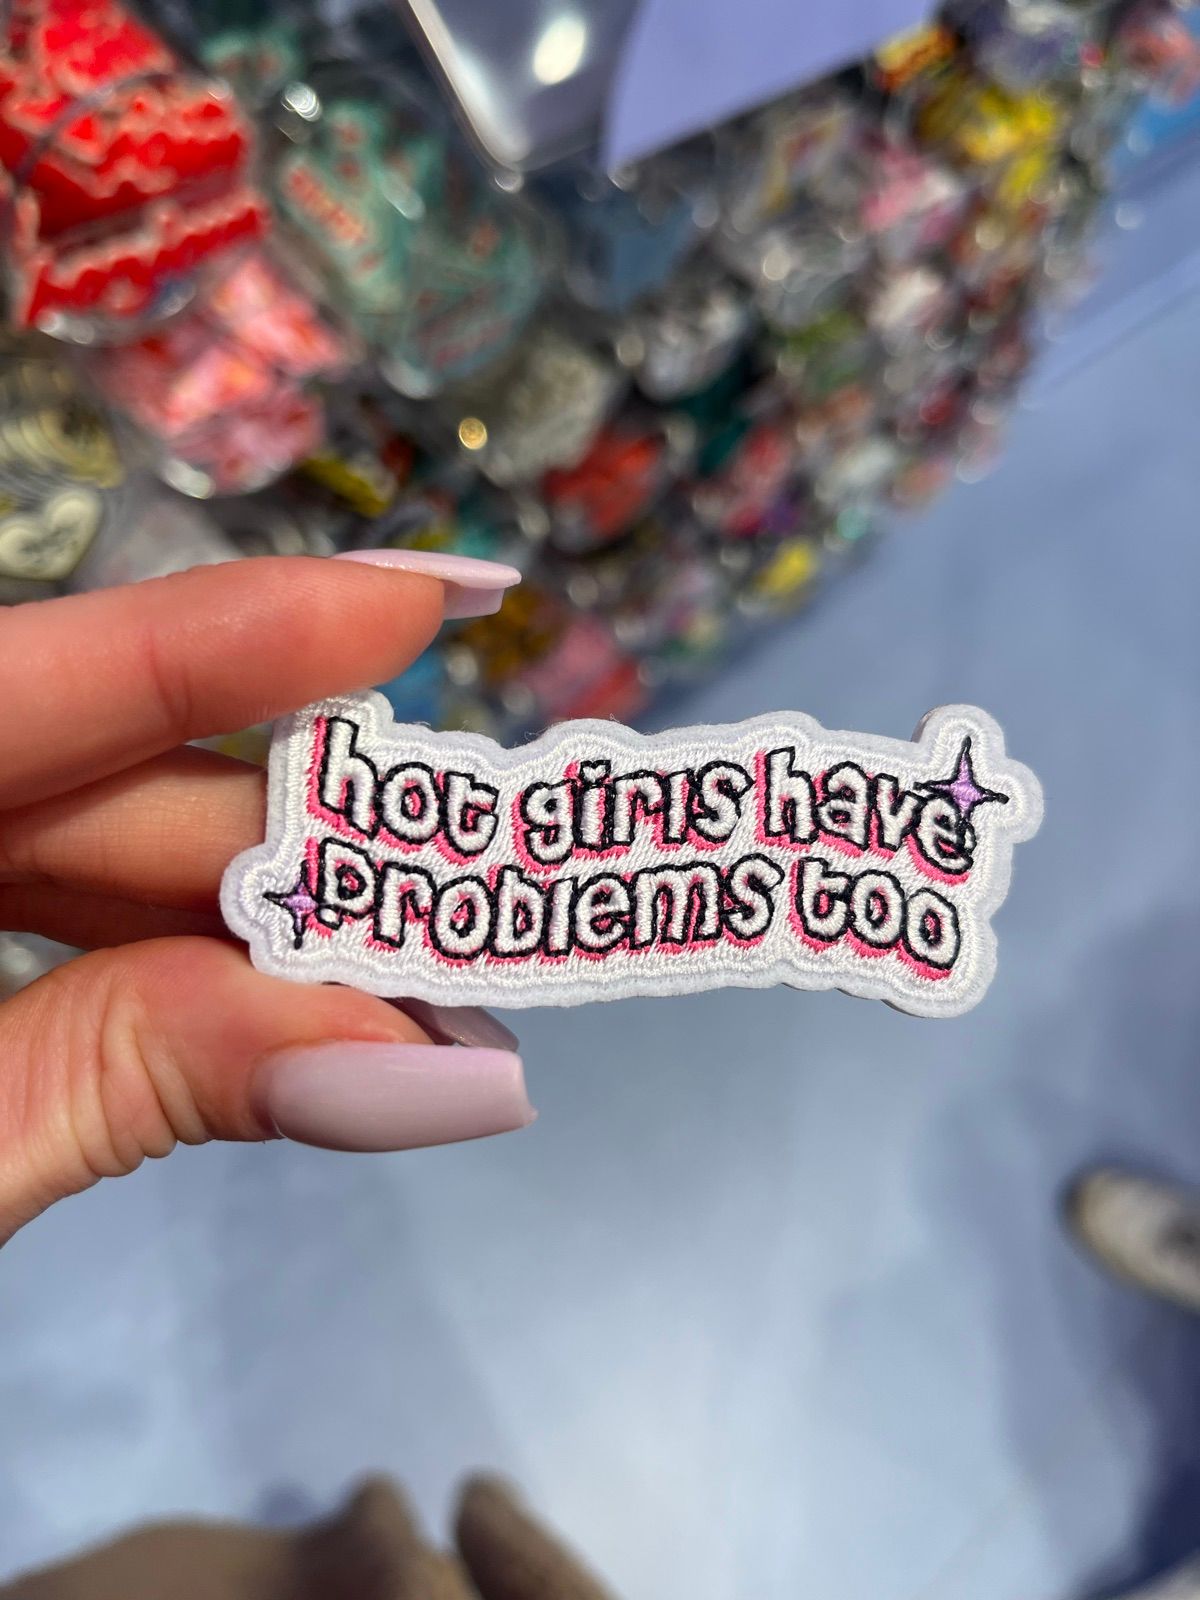 hot girls have
problems too